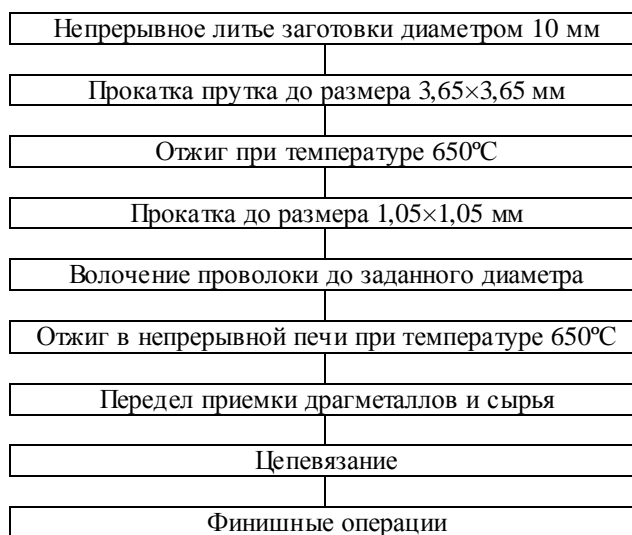 Непрерывное литье заготовки диаметром 10 мм
Прокатка прутка до размера 3,65×3,65 мм
Отжиг при температуре 650ºС
Прокатка до размера 1,05×1,05 мм
Волочение проволоки до заданного диаметра
Отжиг в непрерывной печи при температуре 650ºС
Передел приемки драгметаллов и сырья
Цепевязание
Финишные операции